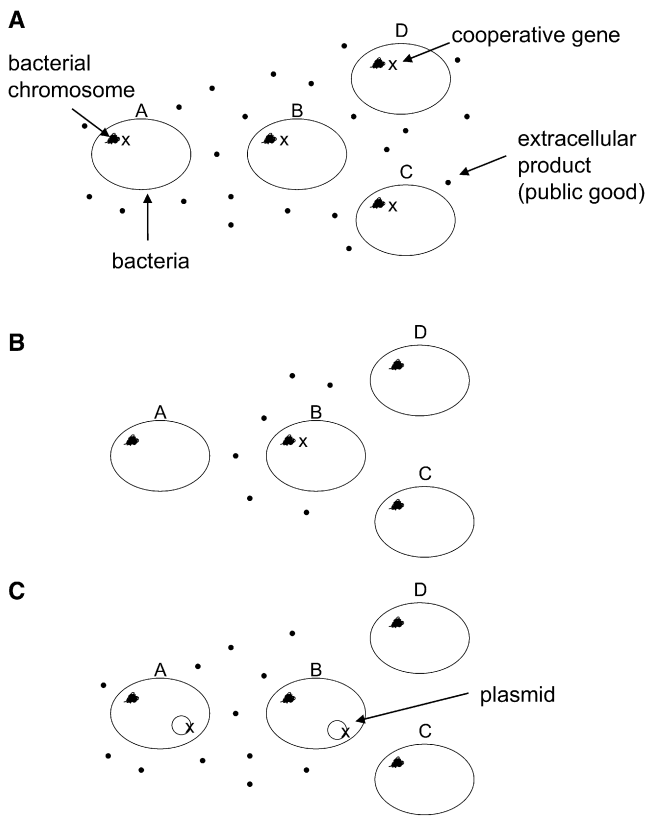 A
D
cooperative gene
x
bacterial
chromosome
A
B
x
x
extracellular
product
(public good)
C
x
bacteria
B
D
A
B
x
C
C
D
A
B
plasmid
x
x
C